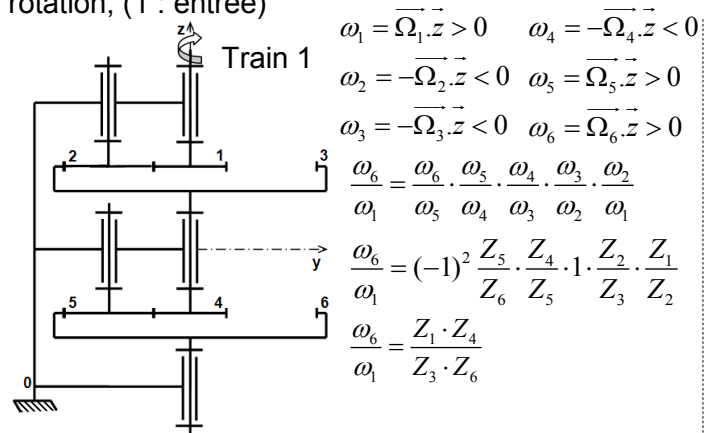 rotation, (1 : entrée)
z
Train 1
2 1 3
y
5 4 6
0
ω₁ = Ω₁⃗.z⃗ > 0 ω₄ = −Ω₄⃗.z⃗ < 0
ω₂ = −Ω₂⃗.z⃗ < 0 ω₅ = Ω₅⃗.z⃗ > 0
ω₃ = −Ω₃⃗.z⃗ < 0 ω₆ = Ω₆⃗.z⃗ > 0
ω₆/ω₁ = ω₆/ω₅ · ω₅/ω₄ · ω₄/ω₃ · ω₃/ω₂ · ω₂/ω₁
ω₆/ω₁ = (−1)² Z₅/Z₆ · Z₄/Z₅ · 1 · Z₂/Z₃ · Z₁/Z₂
ω₆/ω₁ = Z₁ · Z₄ / Z₃ · Z₆